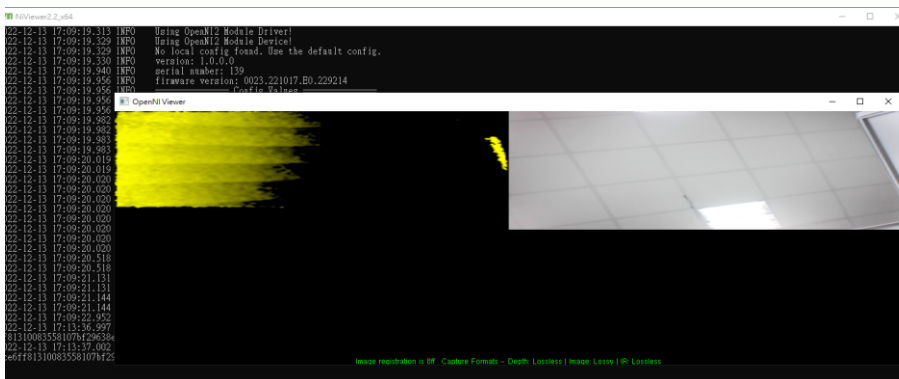 NiViewer2.2_x64
022-12-13 17:09:19.313 INFO Using OpenNI2 Module Driver!
022-12-13 17:09:19.329 INFO Using OpenNI2 Module Device!
022-12-13 17:09:19.329 INFO No local config found. Use the default config.
022-12-13 17:09:19.330 INFO version: 1.0.0.0
022-12-13 17:09:19.940 INFO serial number: 139
022-12-13 17:09:19.956 INFO firmware version: 0023.221017.E0.229214
022-12-13 17:09:19.956 INFO Config Values
022-12-13 17:09:19.956
OpenNI Viewer
022-12-13 17:09:19.956
022-12-13 17:09:19.982
022-12-13 17:09:19.982
022-12-13 17:09:19.983
022-12-13 17:09:19.983
022-12-13 17:09:20.019
022-12-13 17:09:20.019
022-12-13 17:09:20.020
022-12-13 17:09:20.020
022-12-13 17:09:20.020
022-12-13 17:09:20.020
022-12-13 17:09:20.020
022-12-13 17:09:20.020
022-12-13 17:09:20.020
022-12-13 17:09:20.518
022-12-13 17:09:20.518
022-12-13 17:09:21.131
022-12-13 17:09:21.131
022-12-13 17:09:21.144
022-12-13 17:09:21.144
022-12-13 17:09:22.952
022-12-13 17:13:36.997
f81310083558107bf29638e
022-12-13 17:13:37.002
ce6ff81310083558107bf29
Image registration is Off Capture Formats - Depth: Lossless | Image: Lossy | IR: Lossless